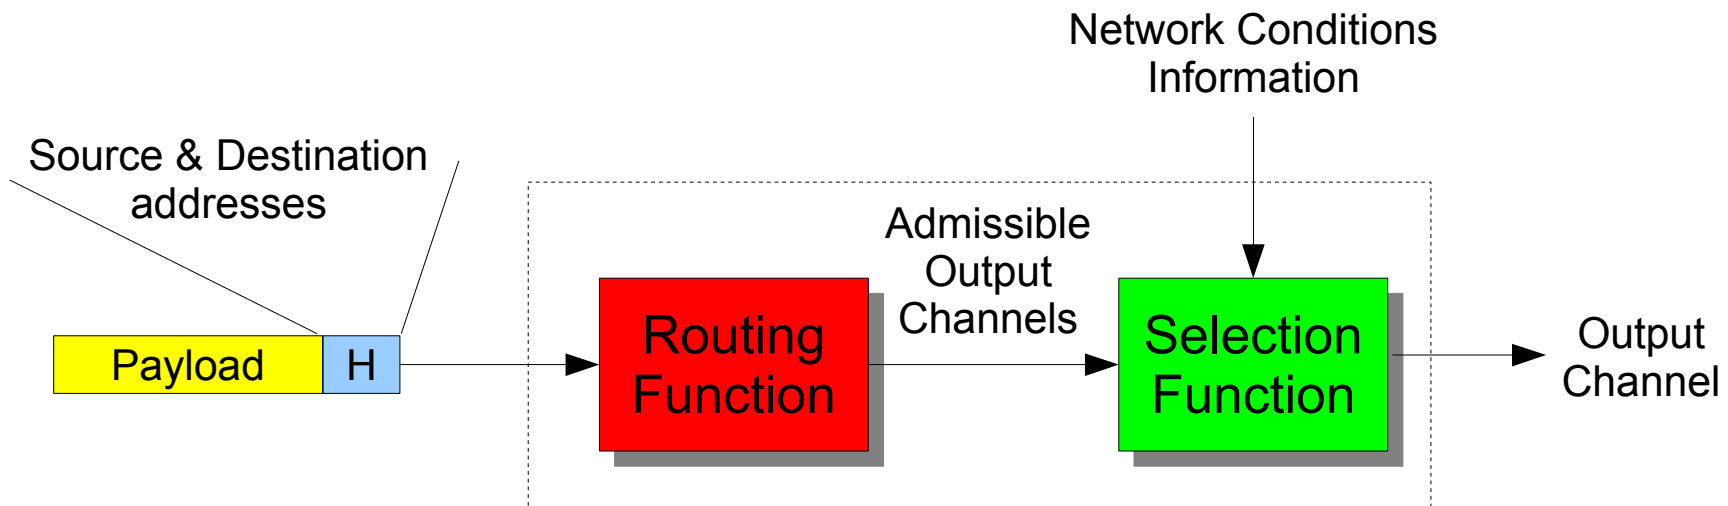 Network Conditions
Information
Source & Destination
addresses
Admissible
Output
Channels
Payload
H
Routing
Function
Selection
Function
Output
Channel